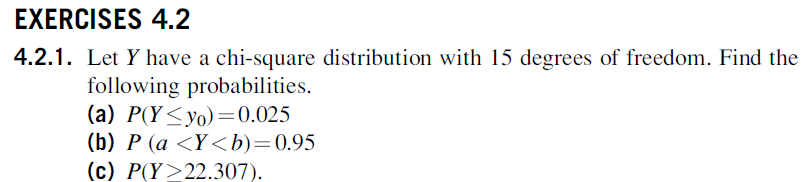 EXERCISES 4.2
4.2.1. Let Y have a chi-square distribution with 15 degrees of freedom. Find the
following probabilities.
(a) P(Y≤y₀)=0.025
(b) P (a <Y<b)=0.95
(c) P(Y≥22.307).